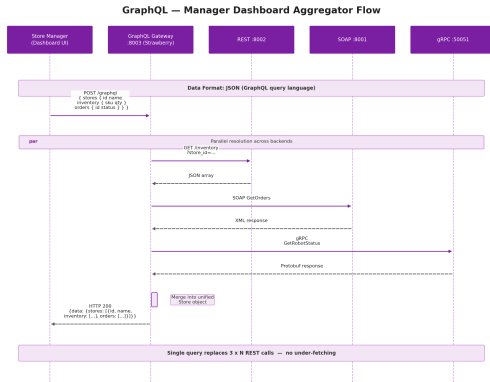 GraphQL — Manager Dashboard Aggregator Flow
Store Manager
(Dashboard UI)
GraphQL Gateway
:8003 (Strawberry)
REST :8002
SOAP :8001
gRPC :50051
Data Format: JSON (GraphQL query language)
POST /graphql
{ stores { id name
inventory { sku qty }
orders { id status } } }
par
Parallel resolution across backends
GET /inventory
?store_id=...
JSON array
SOAP GetOrders
XML response
gRPC
GetRobotStatus
Protobuf response
Merge into unified
Store object
HTTP 200
{data: {stores: [{id, name,
inventory: [...], orders: [...]}]}}
Single query replaces 3 x N REST calls — no under-fetching